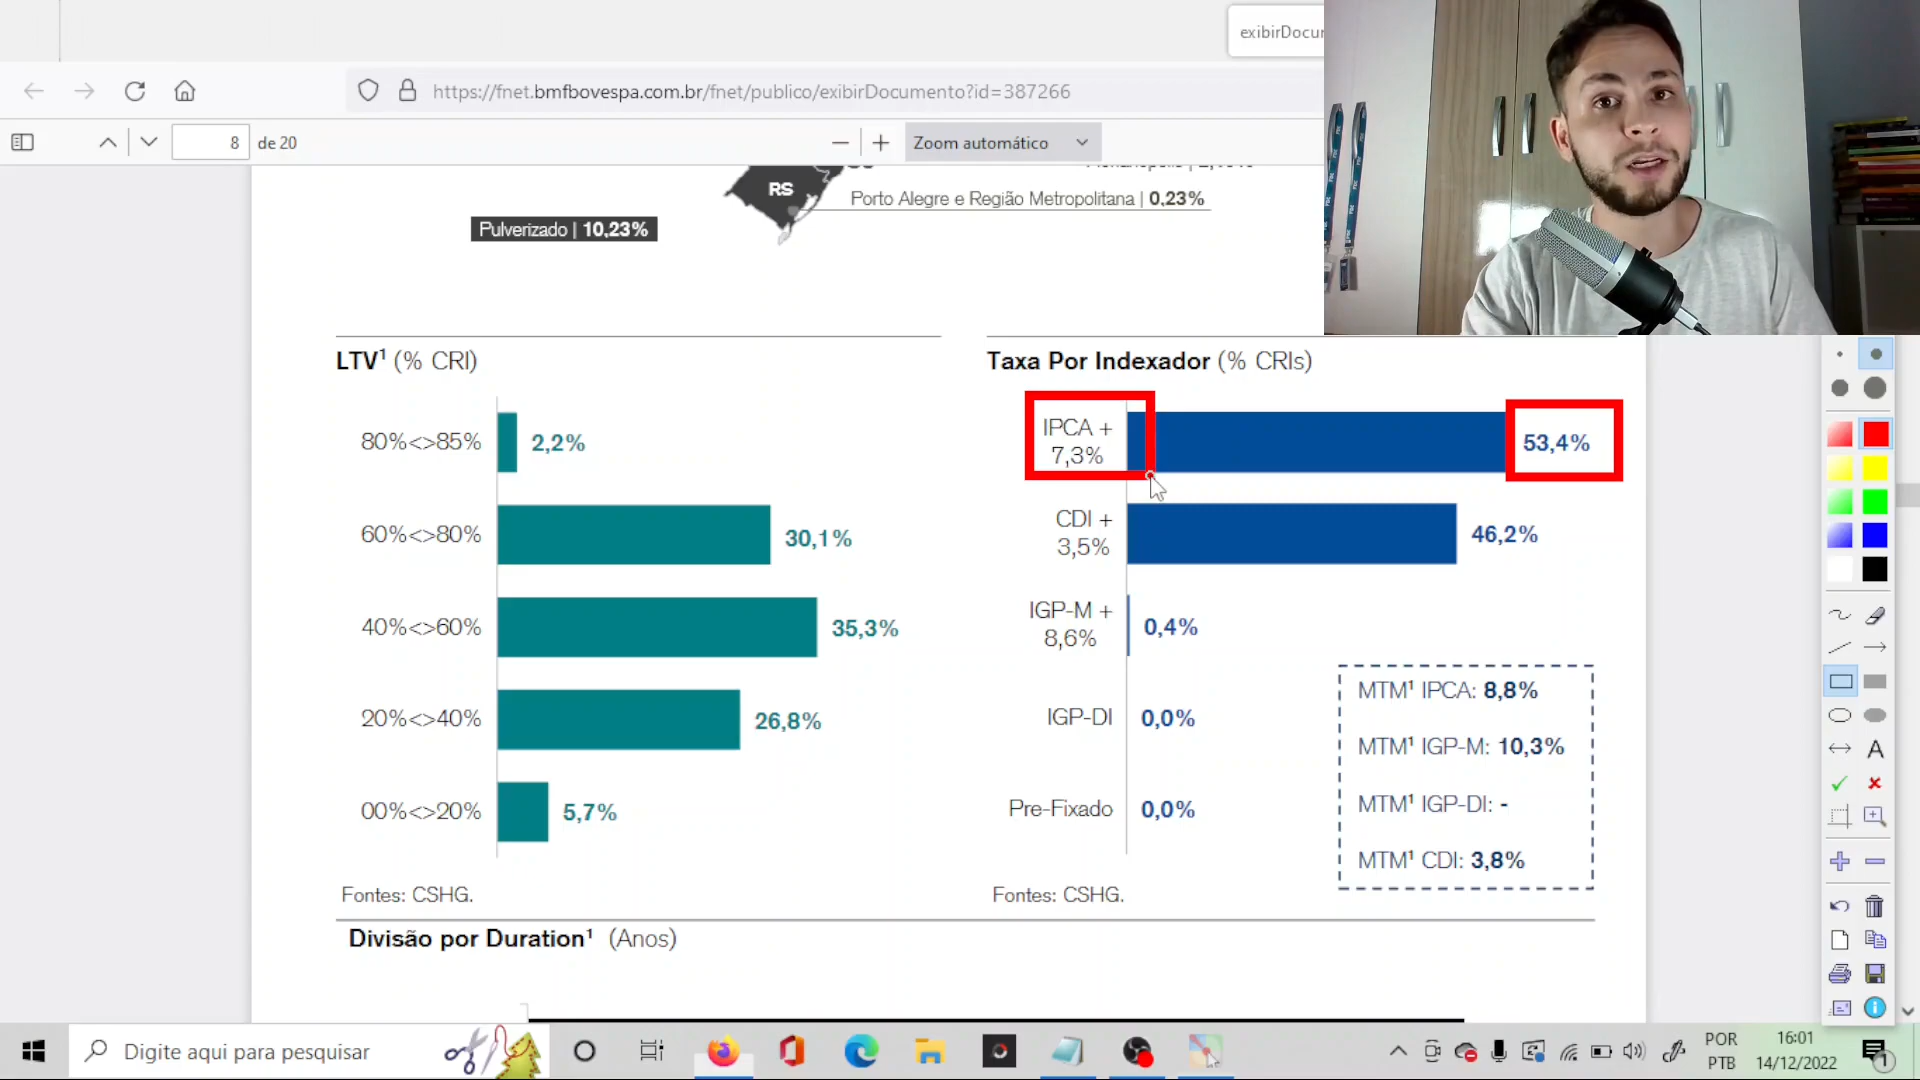 exibirDocu
https://fnet.bmfbovespa.com.br/fnet/publico/exibirDocumento?id=387266
8 de 20
Zoom automático
RS
Porto Alegre e Região Metropolitana | 0,23%
Pulverizado | 10,23%
LTV¹ (% CRI)
80%<>85% 2,2%
60%<>80% 30,1%
40%<>60% 35,3%
20%<>40% 26,8%
00%<>20% 5,7%
Fontes: CSHG.
Taxa Por Indexador (% CRIs)
IPCA +
7,3%
53,4%
CDI +
3,5%
46,2%
IGP-M +
8,6%
0,4%
IGP-DI 0,0%
Pre-Fixado 0,0%
MTM¹ IPCA: 8,8%
MTM¹ IGP-M: 10,3%
MTM¹ IGP-DI: -
MTM¹ CDI: 3,8%
Fontes: CSHG.
Divisão por Duration¹ (Anos)
A
Digite aqui para pesquisar
POR
PTB
16:01
14/12/2022
1